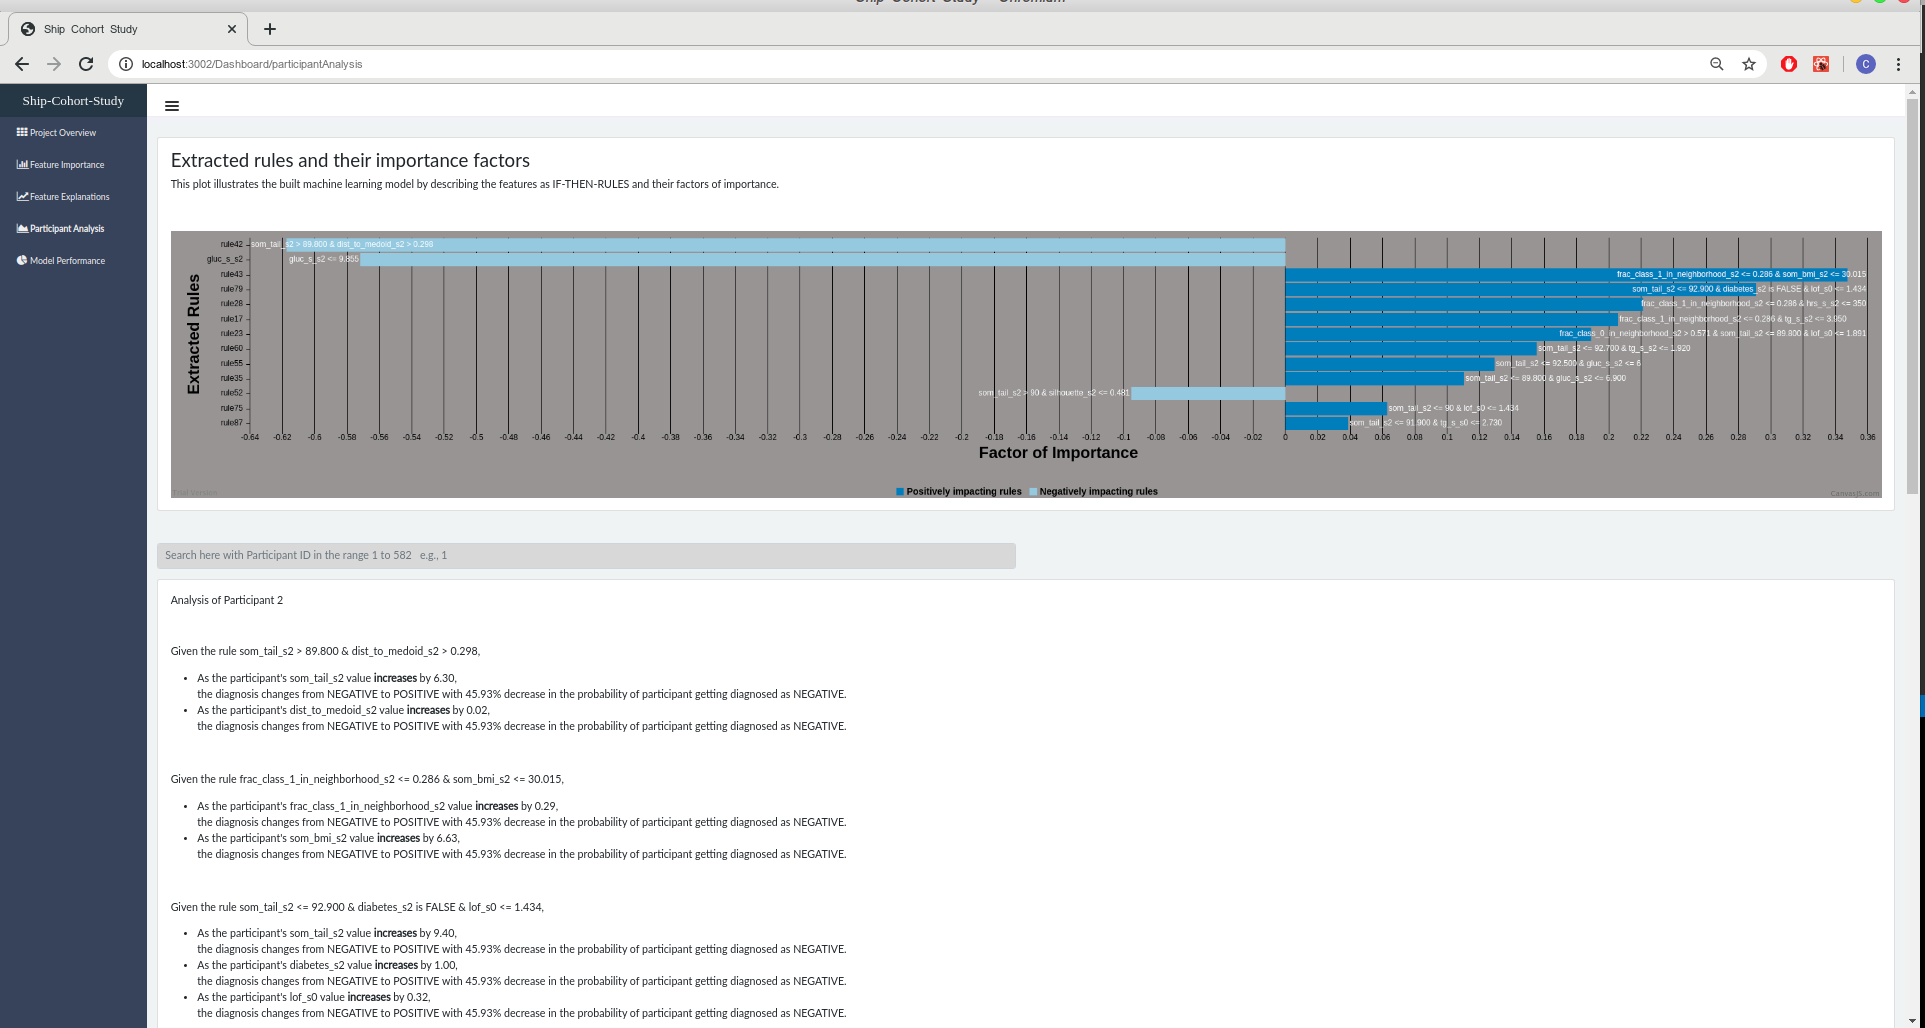 Ship Cohort Study
localhost:3002/Dashboard/participantAnalysis
C
Ship-Cohort-Study
Project Overview
Feature Importance
Feature Explanations
Participant Analysis
Model Performance
Extracted rules and their importance factors
This plot illustrates the built machine learning model by describing the features as IF-THEN-RULES and their factors of importance.
Extracted Rules
rule42 som_tail_s2 > 89.800 & dist_to_medoid_s2 > 0.298
gluc_s_s2 gluc_s_s2 <= 9.855
rule43 frac_class_1_in_neighborhood_s2 <= 0.286 & som_bmi_s2 <= 30.015
rule79 som_tail_s2 <= 92.900 & diabetes_s2 is FALSE & lof_s0 <= 1.434
rule28 frac_class_1_in_neighborhood_s2 <= 0.286 & hrs_s_s2 <= 350
rule17 frac_class_1_in_neighborhood_s2 <= 0.286 & tg_s_s2 <= 3.950
rule23 frac_class_0_in_neighborhood_s2 > 0.571 & som_tail_s2 <= 89.800 & lof_s0 <= 1.891
rule60 som_tail_s2 <= 92.700 & tg_s_s2 <= 1.920
rule55 som_tail_s2 <= 92.500 & gluc_s_s2 <= 6
rule35 som_tail_s2 <= 89.800 & gluc_s_s2 <= 6.900
rule52 som_tail_s2 > 90 & silhouette_s2 <= 0.481
rule75 som_tail_s2 <= 90 & lof_s0 <= 1.434
rule87 som_tail_s2 <= 91.900 & tg_s_s0 <= 2.730
-0.64 -0.62 -0.6 -0.58 -0.56 -0.54 -0.52 -0.5 -0.48 -0.46 -0.44 -0.42 -0.4 -0.38 -0.36 -0.34 -0.32 -0.3 -0.28 -0.26 -0.24 -0.22 -0.2 -0.18 -0.16 -0.14 -0.12 -0.1 -0.08 -0.06 -0.04 -0.02 0 0.02 0.04 0.06 0.08 0.1 0.12 0.14 0.16 0.18 0.2 0.22 0.24 0.26 0.28 0.3 0.32 0.34 0.36
Factor of Importance
Positively impacting rules Negatively impacting rules
Trial Version CanvasJS.com
Search here with Participant ID in the range 1 to 582 e.g., 1
Analysis of Participant 2
Given the rule som_tail_s2 > 89.800 & dist_to_medoid_s2 > 0.298,
• As the participant's som_tail_s2 value increases by 6.30,
the diagnosis changes from NEGATIVE to POSITIVE with 45.93% decrease in the probability of participant getting diagnosed as NEGATIVE.
• As the participant's dist_to_medoid_s2 value increases by 0.02,
the diagnosis changes from NEGATIVE to POSITIVE with 45.93% decrease in the probability of participant getting diagnosed as NEGATIVE.
Given the rule frac_class_1_in_neighborhood_s2 <= 0.286 & som_bmi_s2 <= 30.015,
• As the participant's frac_class_1_in_neighborhood_s2 value increases by 0.29,
the diagnosis changes from NEGATIVE to POSITIVE with 45.93% decrease in the probability of participant getting diagnosed as NEGATIVE.
• As the participant's som_bmi_s2 value increases by 6.63,
the diagnosis changes from NEGATIVE to POSITIVE with 45.93% decrease in the probability of participant getting diagnosed as NEGATIVE.
Given the rule som_tail_s2 <= 92.900 & diabetes_s2 is FALSE & lof_s0 <= 1.434,
• As the participant's som_tail_s2 value increases by 9.40,
the diagnosis changes from NEGATIVE to POSITIVE with 45.93% decrease in the probability of participant getting diagnosed as NEGATIVE.
• As the participant's diabetes_s2 value increases by 1.00,
the diagnosis changes from NEGATIVE to POSITIVE with 45.93% decrease in the probability of participant getting diagnosed as NEGATIVE.
• As the participant's lof_s0 value increases by 0.32,
the diagnosis changes from NEGATIVE to POSITIVE with 45.93% decrease in the probability of participant getting diagnosed as NEGATIVE.